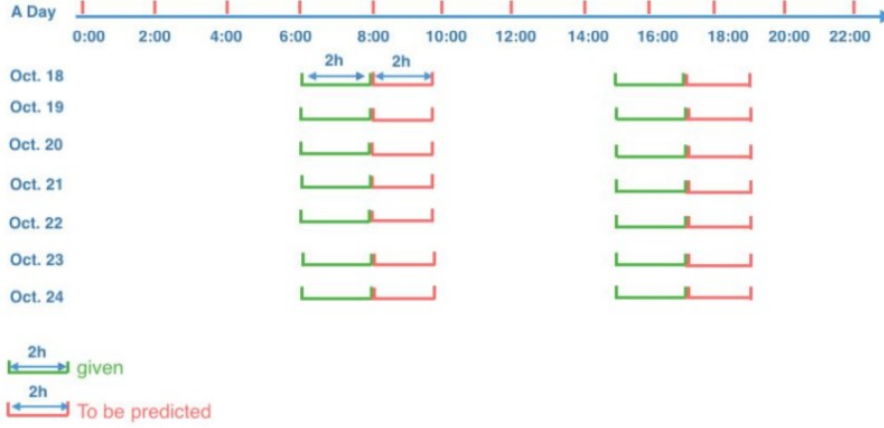 A Day
0:00 2:00 4:00 6:00 8:00 10:00 12:00 14:00 16:00 18:00 20:00 22:00
2h 2h
Oct. 18
Oct. 19
Oct. 20
Oct. 21
Oct. 22
Oct. 23
Oct. 24
2h
given
2h
To be predicted